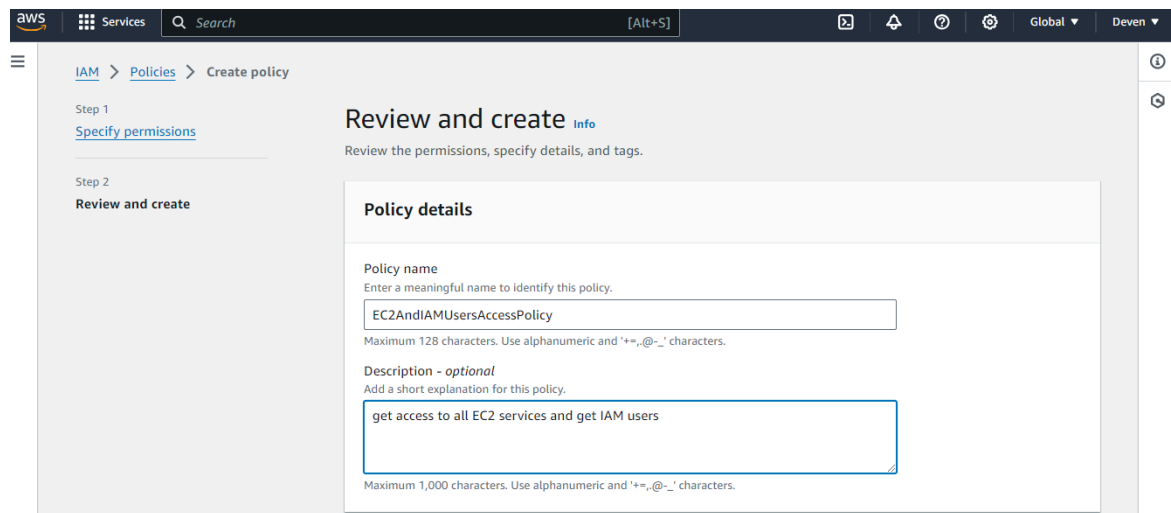 aws Services Search [Alt+S] Global Deven
IAM > Policies > Create policy
Step 1
Specify permissions
Step 2
Review and create
Review and create Info
Review the permissions, specify details, and tags.
Policy details
Policy name
Enter a meaningful name to identify this policy.
EC2AndIAMUsersAccessPolicy
Maximum 128 characters. Use alphanumeric and '+=,.@-_' characters.
Description - optional
Add a short explanation for this policy.
get access to all EC2 services and get IAM users
Maximum 1,000 characters. Use alphanumeric and '+=,.@-_' characters.